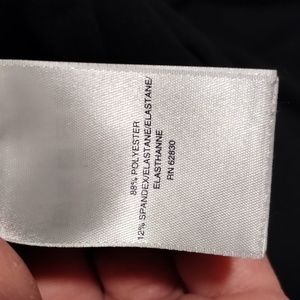 88% POLYESTER
12% SPANDEX/ELASTANE/ELASTANE/
ELASTHANNE
RN 62830